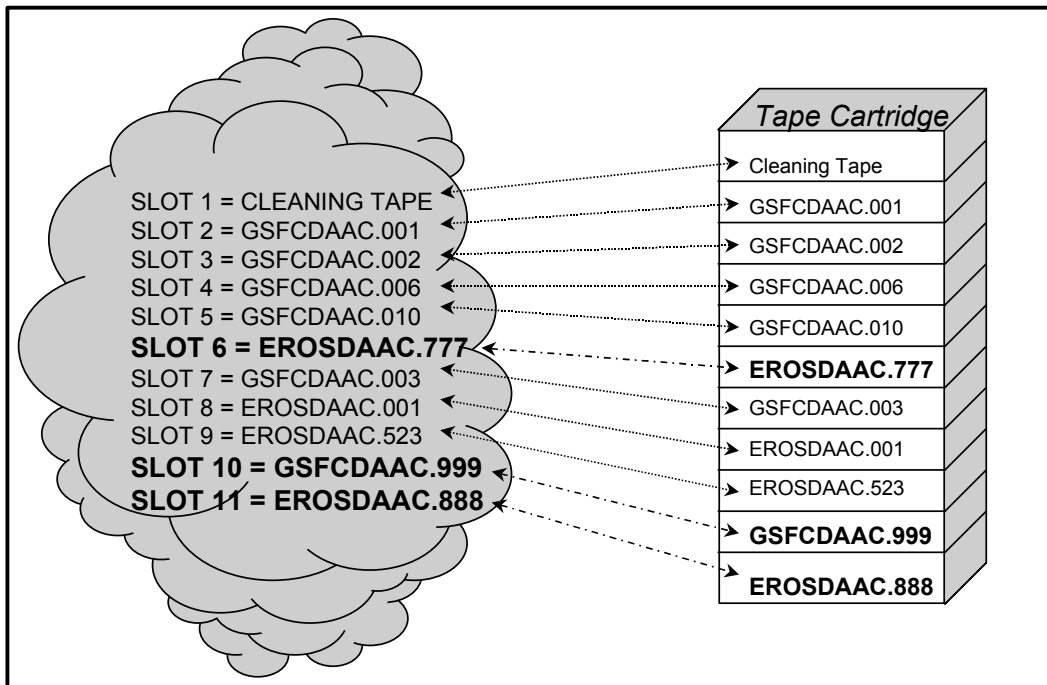 SLOT 1 = CLEANING TAPE
SLOT 2 = GSFCDAAC.001
SLOT 3 = GSFCDAAC.002
SLOT 4 = GSFCDAAC.006
SLOT 5 = GSFCDAAC.010
SLOT 6 = EROSDAAC.777
SLOT 7 = GSFCDAAC.003
SLOT 8 = EROSDAAC.001
SLOT 9 = EROSDAAC.523
SLOT 10 = GSFCDAAC.999
SLOT 11 = EROSDAAC.888
Tape Cartridge
Cleaning Tape
GSFCDAAC.001
GSFCDAAC.002
GSFCDAAC.006
GSFCDAAC.010
EROSDAAC.777
GSFCDAAC.003
EROSDAAC.001
EROSDAAC.523
GSFCDAAC.999
EROSDAAC.888